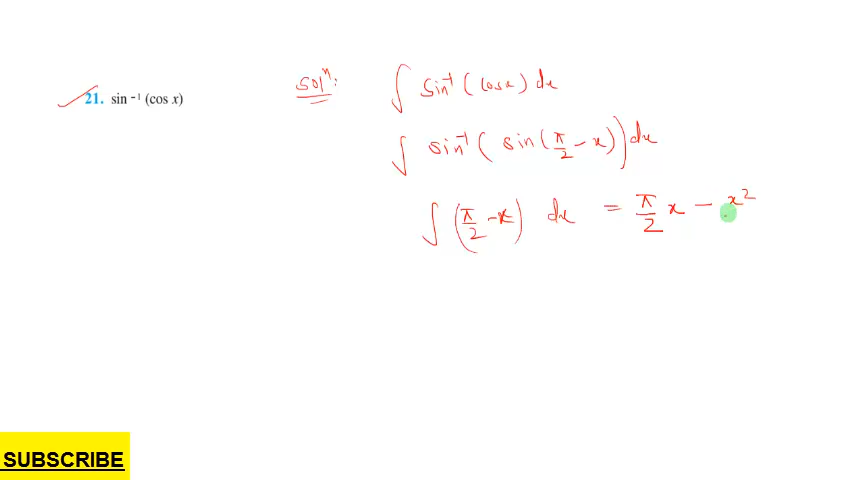 21. sin⁻¹ (cos x)
Solⁿ: ∫ sin⁻¹ (cos x) dx
∫ sin⁻¹ ( sin ( π/2 − x) ) dx
∫ ( π/2 − x ) dx = π/2 x − x²
SUBSCRIBE